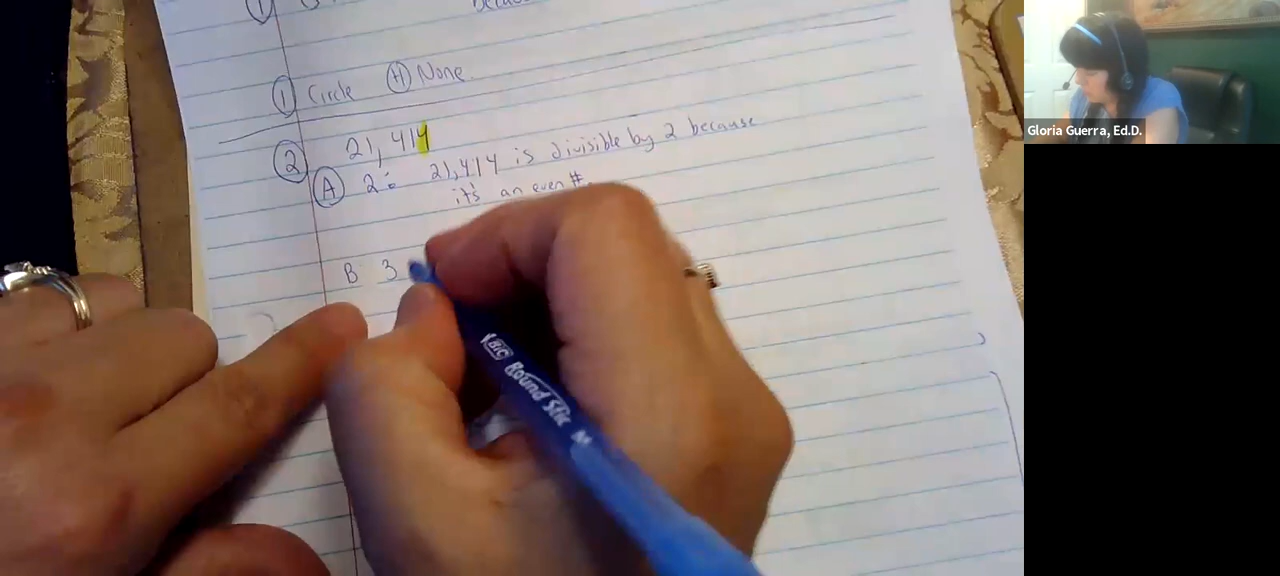 ① Circle Ⓗ None
② 21,414
Ⓐ 2: 21,414 is divisible by 2 because
it's an even #.
B 3
BIC Round Stic M
Gloria Guerra, Ed.D.